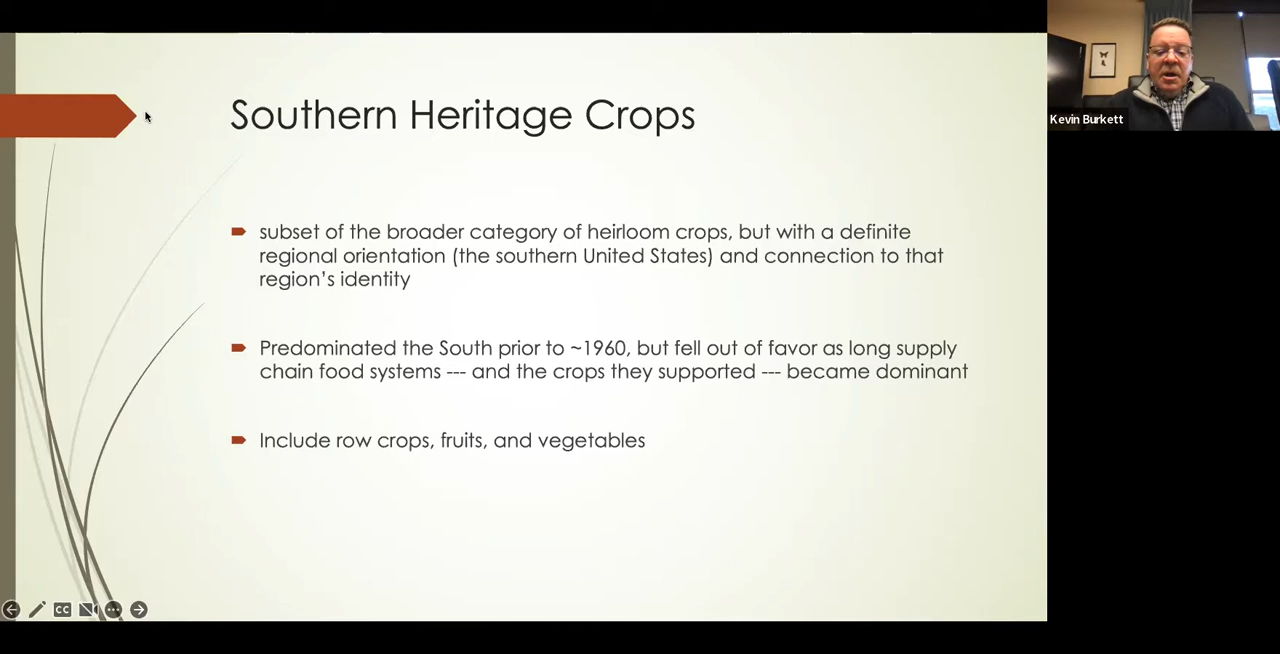 Southern Heritage Crops
subset of the broader category of heirloom crops, but with a definite
regional orientation (the southern United States) and connection to that
region’s identity
Predominated the South prior to ~1960, but fell out of favor as long supply
chain food systems --- and the crops they supported --- became dominant
Include row crops, fruits, and vegetables
Kevin Burkett
CC